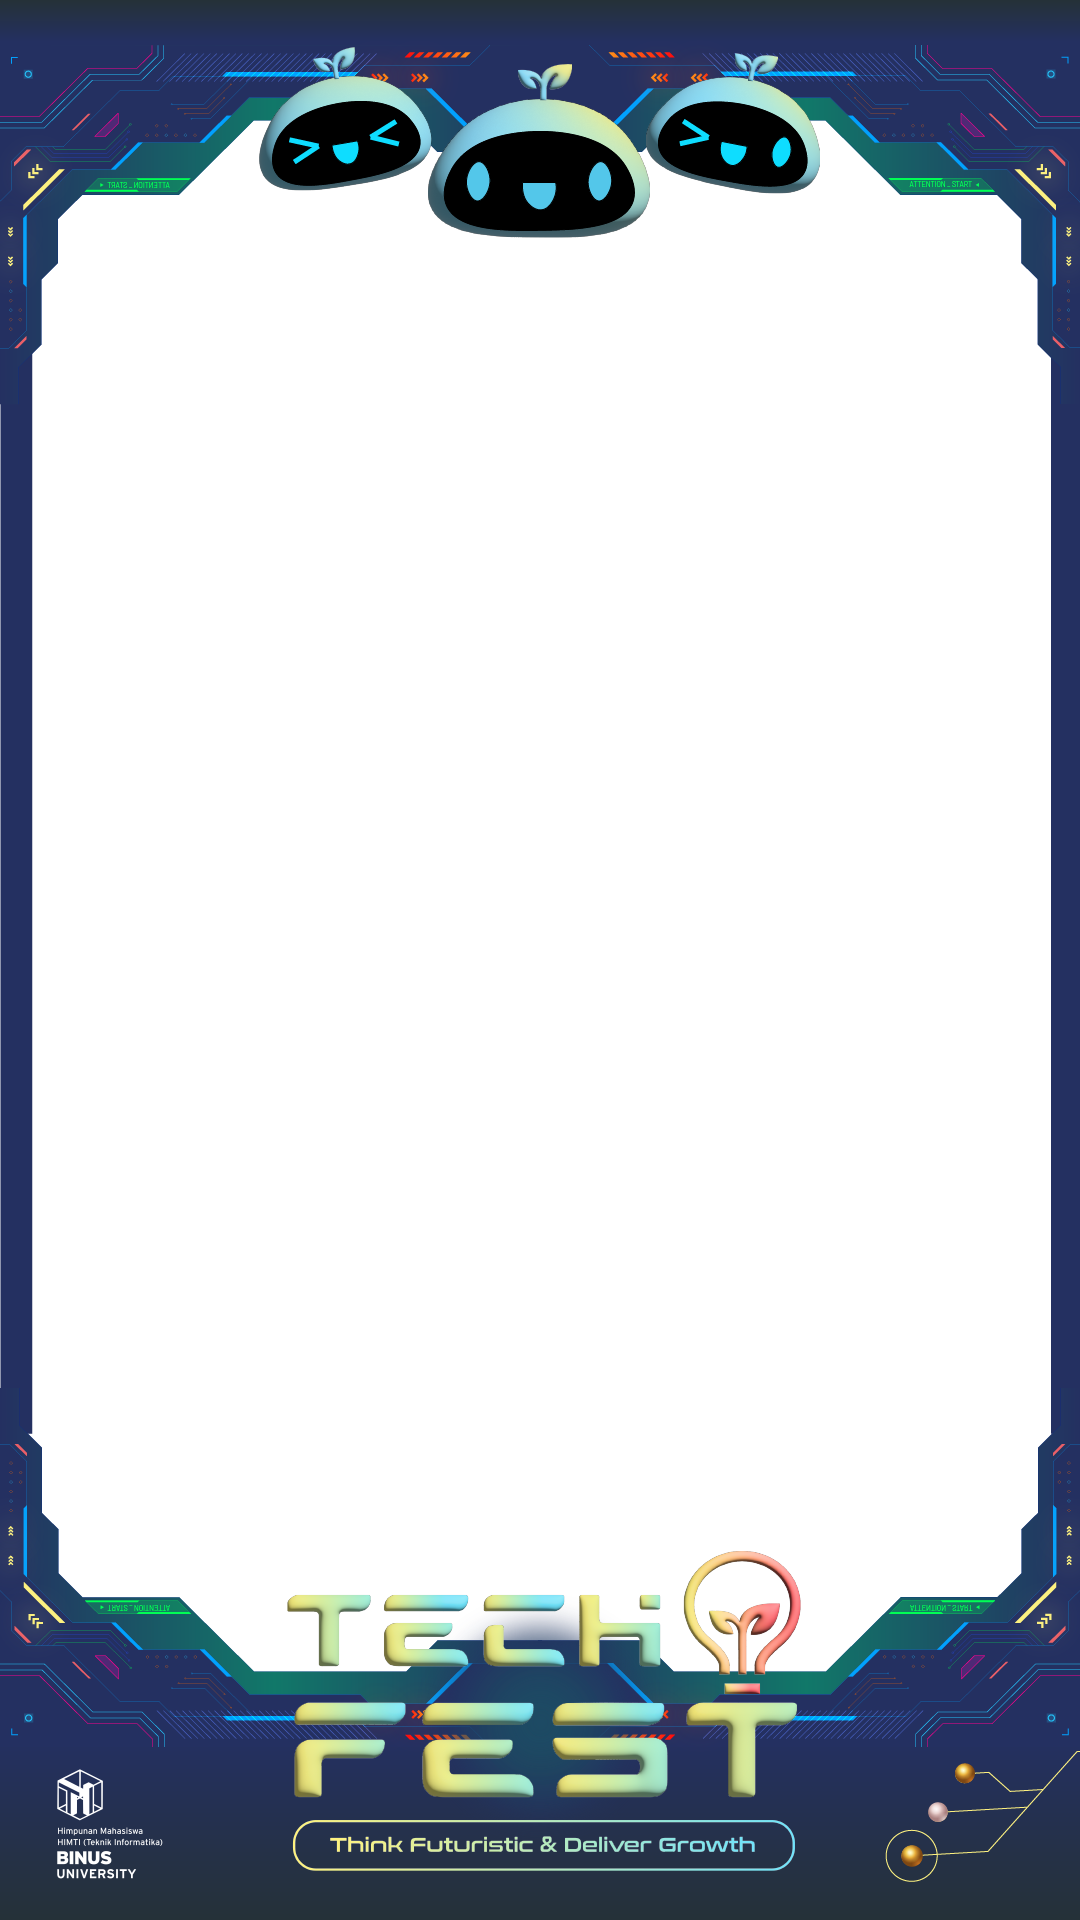 ATTENTION_START
ATTENTION_START
TECH
FEST
Think Futuristic & Deliver Growth
Himpunan Mahasiswa
HIMTI (Teknik Informatika)
BINUS
UNIVERSITY
ATTENTION_START
ATTENTION_START